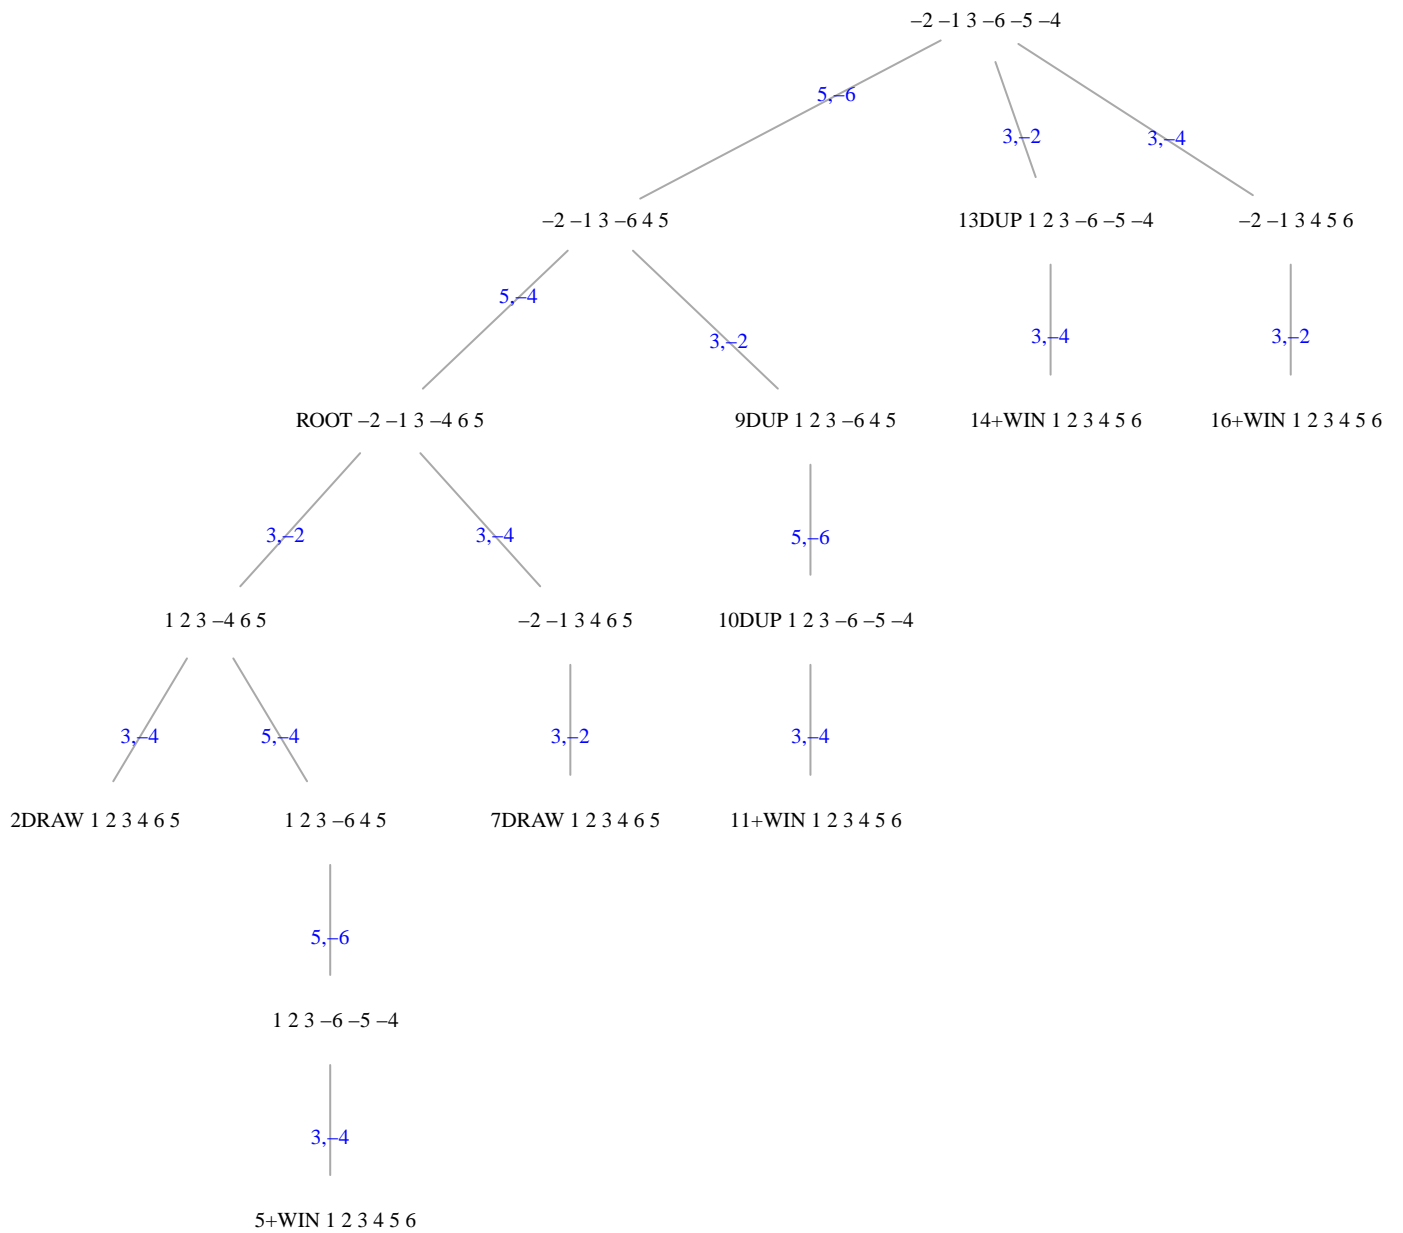 –2 –1 3 –6 –5 –4
5,–6
3,–2
3,–4
–2 –1 3 –6 4 5
13DUP 1 2 3 –6 –5 –4
–2 –1 3 4 5 6
5,–4
3,–2
3,–4
3,–2
ROOT –2 –1 3 –4 6 5
9DUP 1 2 3 –6 4 5
14+WIN 1 2 3 4 5 6
16+WIN 1 2 3 4 5 6
3,–2
3,–4
5,–6
1 2 3 –4 6 5
–2 –1 3 4 6 5
10DUP 1 2 3 –6 –5 –4
3,–4
5,–4
3,–2
3,–4
2DRAW 1 2 3 4 6 5
1 2 3 –6 4 5
7DRAW 1 2 3 4 6 5
11+WIN 1 2 3 4 5 6
5,–6
1 2 3 –6 –5 –4
3,–4
5+WIN 1 2 3 4 5 6